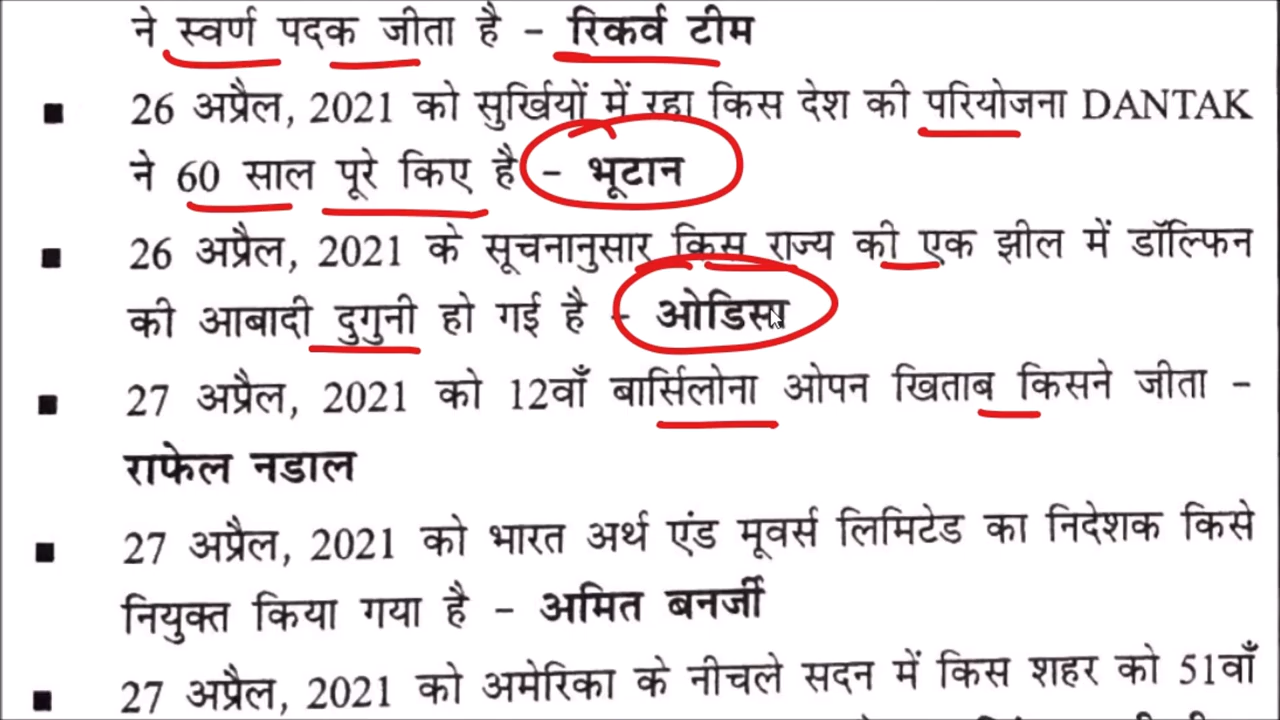 ने स्वर्ण पदक जीता है - रिकर्व टीम
■ 26 अप्रैल, 2021 को सुर्खियों में रहा किस देश की परियोजना DANTAK
ने 60 साल पूरे किए है - भूटान
■ 26 अप्रैल, 2021 के सूचनानुसार किस राज्य की एक झील में डॉल्फिन
की आबादी दुगुनी हो गई है - ओडिसा
■ 27 अप्रैल, 2021 को 12वाँ बार्सिलोना ओपन खिताब किसने जीता -
राफेल नडाल
■ 27 अप्रैल, 2021 को भारत अर्थ एंड मूवर्स लिमिटेड का निदेशक किसे
नियुक्त किया गया है - अमित बनर्जी
■ 27 अप्रैल, 2021 को अमेरिका के नीचले सदन में किस शहर को 51वाँ